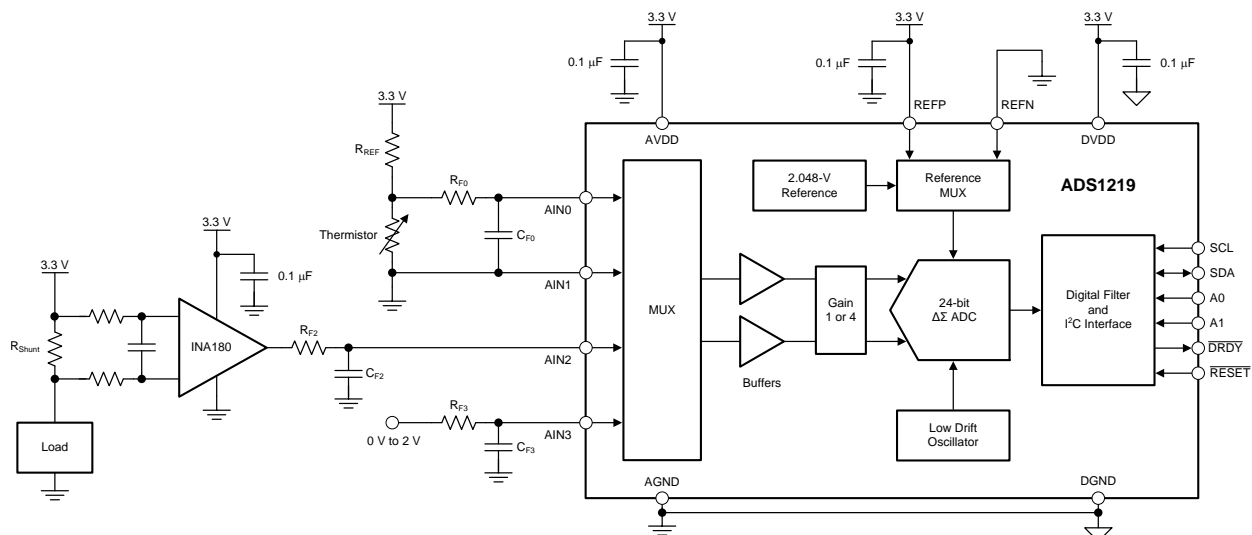 3.3 V
3.3 V
3.3 V
0.1 µF
0.1 µF
0.1 µF
REFP
REFN
3.3 V
AVDD
DVDD
RREF
RF0
2.048-V
Reference
Reference
MUX
ADS1219
AIN0
3.3 V
Thermistor
CF0
SCL
3.3 V
0.1 µF
AIN1
SDA
MUX
Gain
1 or 4
24-bit
ΔΣ ADC
Digital Filter
and
I2C Interface
A0
A1
RShunt
INA180
RF2
AIN2
DRDY
CF2
Buffers
RESET
RF3
Load
0 V to 2 V
AIN3
CF3
Low Drift
Oscillator
AGND
DGND